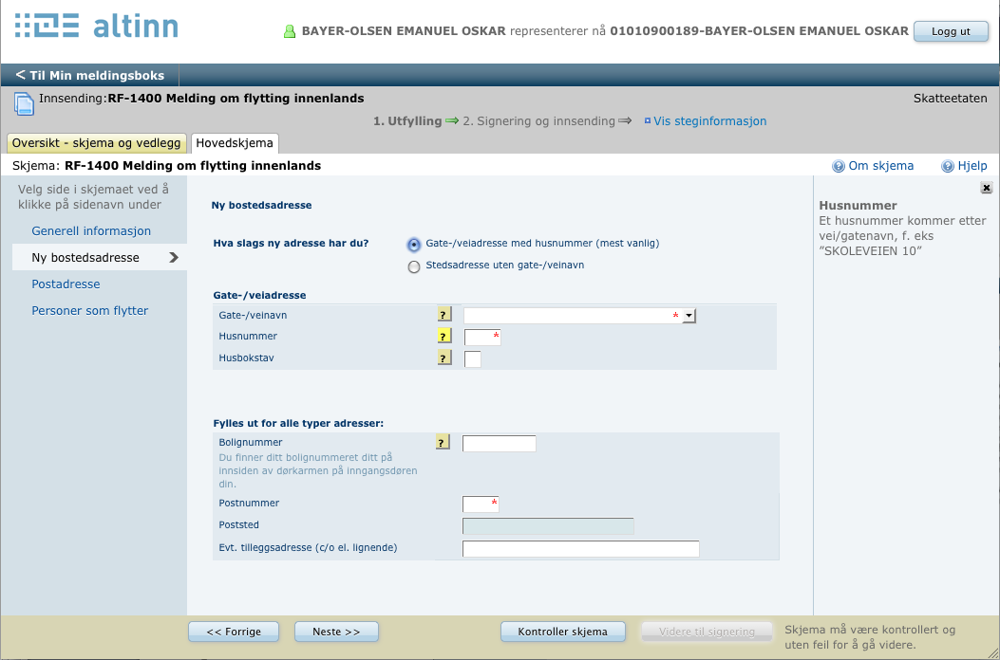 altinn
BAYER-OLSEN EMANUEL OSKAR representerer nå 01010900189-BAYER-OLSEN EMANUEL OSKAR
Logg ut
< Til Min meldingsboks
Innsending:RF-1400 Melding om flytting innenlands
Skatteetaten
1. Utfylling ⇒ 2. Signering og innsending ⇒ Vis steginformasjon
Oversikt - skjema og vedlegg
Hovedskjema
Skjema: RF-1400 Melding om flytting innenlands
? Om skjema
? Hjelp
Velg side i skjemaet ved å
klikke på sidenavn under
Generell informasjon
Ny bostedsadresse
Postadresse
Personer som flytter
Ny bostedsadresse
Hva slags ny adresse har du?
Gate-/veiadresse med husnummer (mest vanlig)
Stedsadresse uten gate-/veinavn
Gate-/veiadresse
Gate-/veinavn ? *
Husnummer ? *
Husbokstav ?
Fylles ut for alle typer adresser:
Bolignummer ?
Du finner ditt bolignummeret ditt på
innsiden av dørkarmen på inngangsdøren
din.
Postnummer *
Poststed
Evt. tilleggsadresse (c/o el. lignende)
x
Husnummer
Et husnummer kommer etter
vei/gatenavn, f. eks
"SKOLEVEIEN 10"
<< Forrige
Neste >>
Kontroller skjema
Videre til signering
Skjema må være kontrollert og
uten feil for å gå videre.